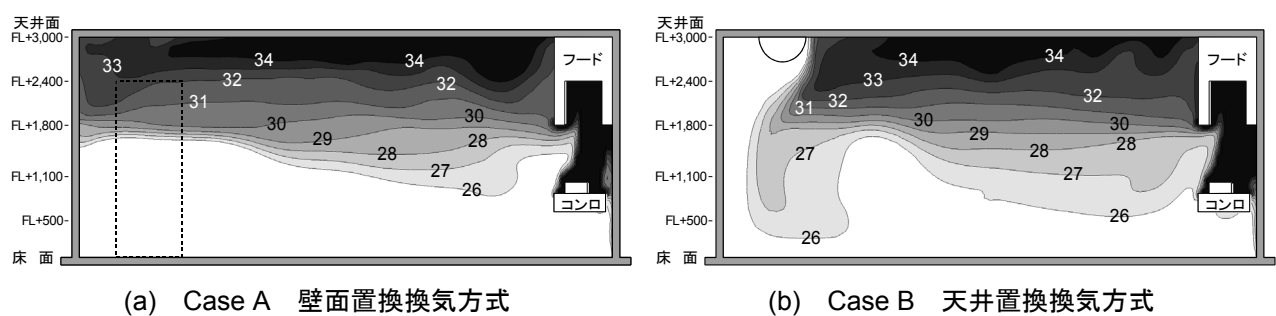 天井面
FL+3,000-
FL+2,400-
FL+1,800-
FL+1,100-
FL+500-
床 面
33
34
34
32
32
31
30
30
29
28
28
27
26
フード
コンロ
(a) Case A 壁面置換換気方式
天井面
FL+3,000-
FL+2,400-
FL+1,800-
FL+1,100-
FL+500-
床 面
34
34
33
32
32
31
30
30
29
28
28
27
27
26
26
フード
コンロ
(b) Case B 天井置換換気方式